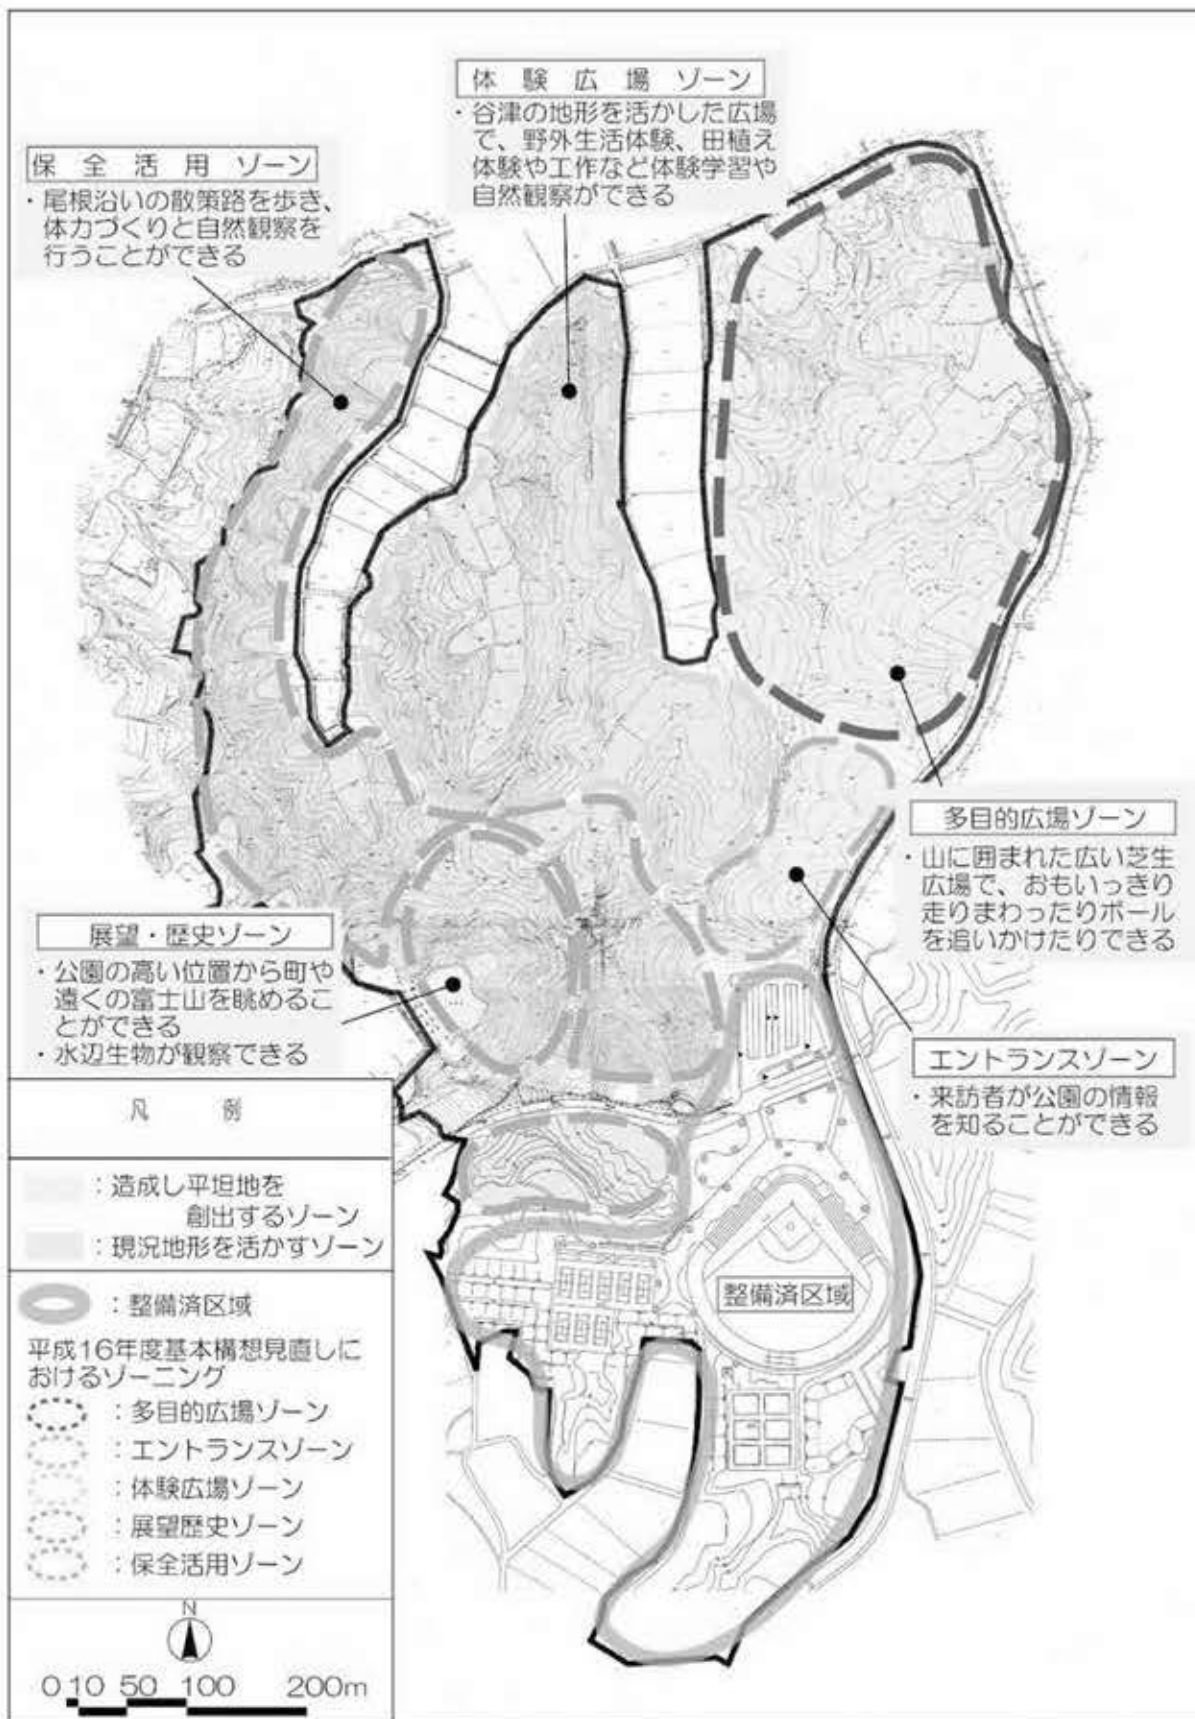 体験広場ゾーン
・谷津の地形を活かした広場
で、野外生活体験、田植え
体験や工作など体験学習や
自然観察ができる
保全活用ゾーン
・尾根沿いの散策路を歩き、
体力づくりと自然観察を
行うことができる
多目的広場ゾーン
・山に囲まれた広い芝生
広場で、おもいっきり
走りまわったりボール
を追いかけたりできる
展望・歴史ゾーン
・公園の高い位置から町や
遠くの富士山を眺めるこ
とができる
・水辺生物が観察できる
エントランスゾーン
・来訪者が公園の情報
を知ることができる
整備済区域
凡例
：造成し平坦地を
創出するゾーン
：現況地形を活かすゾーン
：整備済区域
平成16年度基本構想見直しに
おけるゾーニング
：多目的広場ゾーン
：エントランスゾーン
：体験広場ゾーン
：展望歴史ゾーン
：保全活用ゾーン
N
0 10 50 100 200m